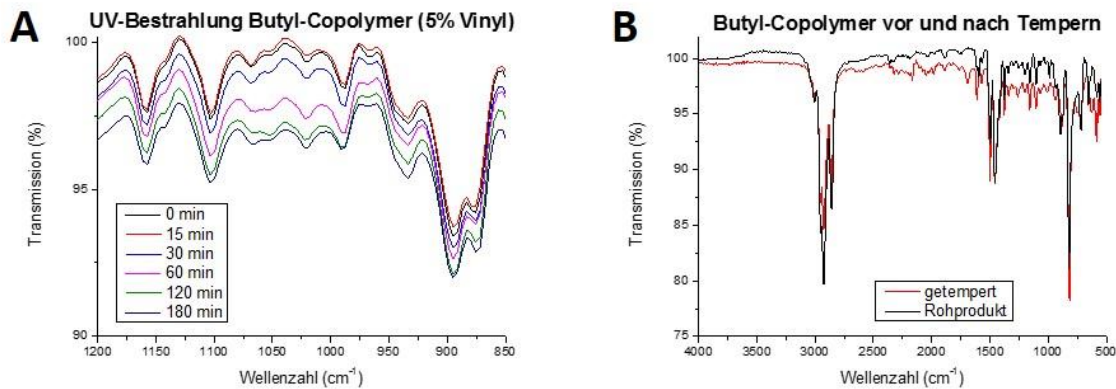 A
UV-Bestrahlung Butyl-Copolymer (5% Vinyl)
100
95
90
Transmission (%)
0 min
15 min
30 min
60 min
120 min
180 min
1200 1150 1100 1050 1000 950 900 850
Wellenzahl (cm⁻¹)
B
Butyl-Copolymer vor und nach Tempern
100
95
90
85
80
75
Transmission (%)
getempert
Rohprodukt
4000 3500 3000 2500 2000 1500 1000 500
Wellenzahl (cm⁻¹)